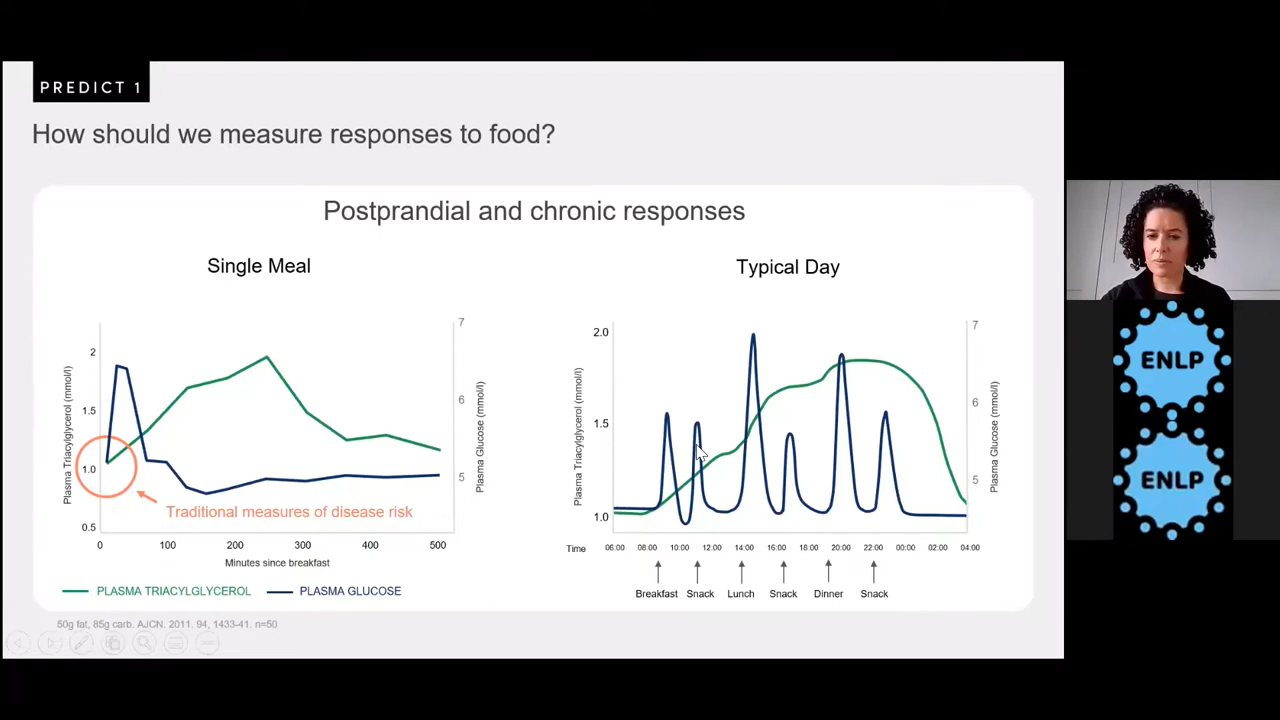 PREDICT 1
How should we measure responses to food?
Postprandial and chronic responses
Single Meal
Plasma Triacylglycerol (mmol/l)
2
1.5
1.0
0.5
7
6
5
Plasma Glucose (mmol/l)
Traditional measures of disease risk
0 100 200 300 400 500
Minutes since breakfast
PLASMA TRIACYLGLYCEROL PLASMA GLUCOSE
Typical Day
Plasma Triacylglycerol (mmol/l)
2.0
1.5
1.0
7
6
5
Plasma Glucose (mmol/l)
Time 06:00 08:00 10:00 12:00 14:00 16:00 18:00 20:00 22:00 00:00 02:00 04:00
Breakfast Snack Lunch Snack Dinner Snack
50g fat, 85g carb. AJCN. 2011. 94, 1433-41. n=50
ENLP
ENLP